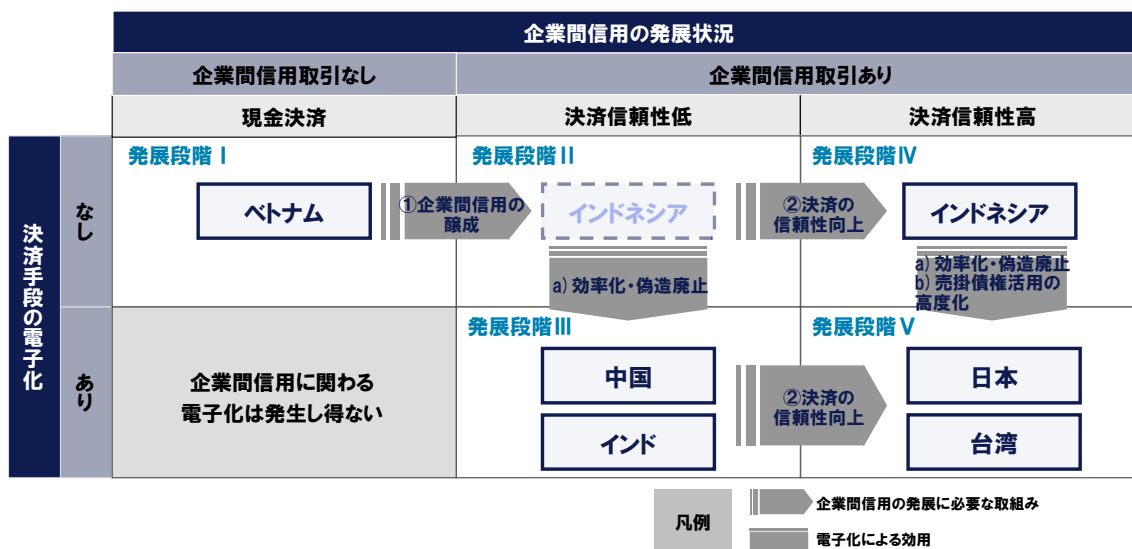 企業間信用の発展状況
企業間信用取引なし
企業間信用取引あり
現金決済
決済信頼性低
決済信頼性高
決済手段の電子化
なし
発展段階Ⅰ
ベトナム
①企業間信用の
醸成
発展段階Ⅱ
インドネシア
a) 効率化・偽造廃止
②決済の
信頼性向上
発展段階Ⅳ
インドネシア
a) 効率化・偽造廃止
b) 売掛債権活用の
高度化
あり
企業間信用に関わる
電子化は発生し得ない
発展段階Ⅲ
中国
インド
②決済の
信頼性向上
発展段階Ⅴ
日本
台湾
凡例
企業間信用の発展に必要な取組み
電子化による効用